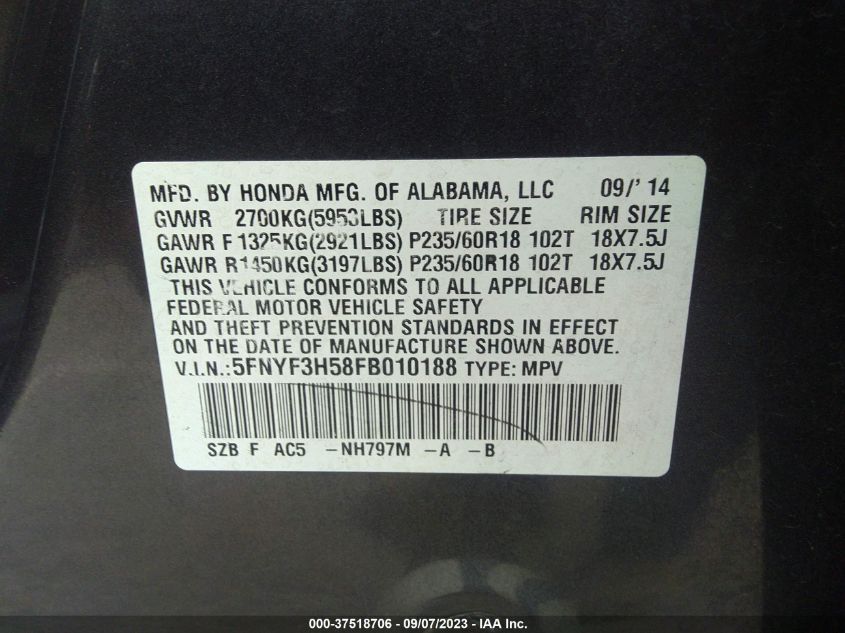 MFD. BY HONDA MFG. OF ALABAMA, LLC 09/' 14
GVWR 2700KG(5953LBS) TIRE SIZE RIM SIZE
GAWR F 1325KG(2921LBS) P235/60R18 102T 18X7.5J
GAWR R1450KG(3197LBS) P235/60R18 102T 18X7.5J
THIS VEHICLE CONFORMS TO ALL APPLICABLE
FEDERAL MOTOR VEHICLE SAFETY
AND THEFT PREVENTION STANDARDS IN EFFECT
ON THE DATE OF MANUFACTURE SHOWN ABOVE.
V.I.N.:5FNYF3H58FB010188 TYPE: MPV
SZB F AC5 -NH797M -A -B
000-37518706 - 09/07/2023 - IAA Inc.